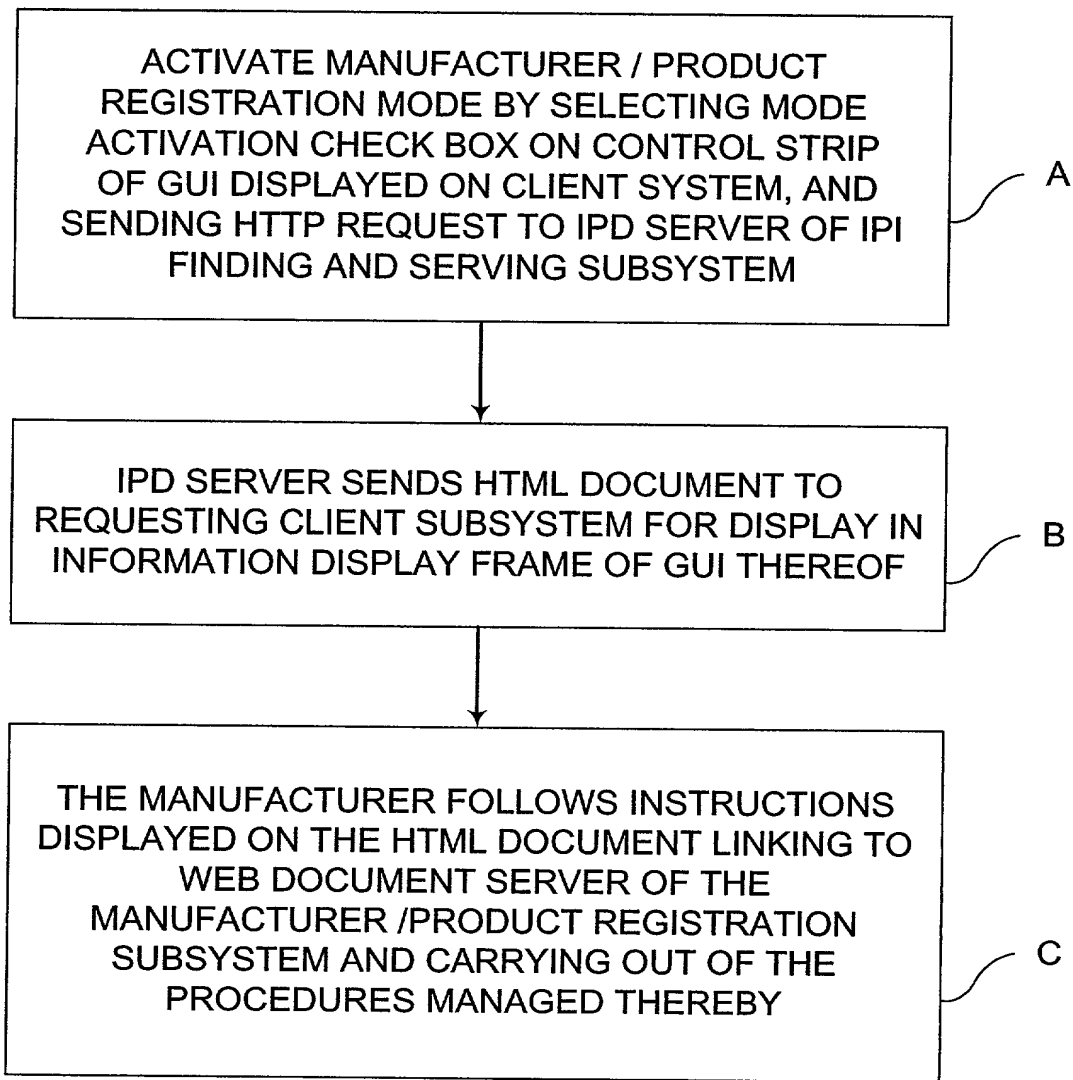 ACTIVATE MANUFACTURER / PRODUCT
REGISTRATION MODE BY SELECTING MODE
ACTIVATION CHECK BOX ON CONTROL STRIP
OF GUI DISPLAYED ON CLIENT SYSTEM, AND
SENDING HTTP REQUEST TO IPD SERVER OF IPI
FINDING AND SERVING SUBSYSTEM
A
IPD SERVER SENDS HTML DOCUMENT TO
REQUESTING CLIENT SUBSYSTEM FOR DISPLAY IN
INFORMATION DISPLAY FRAME OF GUI THEREOF
B
THE MANUFACTURER FOLLOWS INSTRUCTIONS
DISPLAYED ON THE HTML DOCUMENT LINKING TO
WEB DOCUMENT SERVER OF THE
MANUFACTURER /PRODUCT REGISTRATION
SUBSYSTEM AND CARRYING OUT OF THE
PROCEDURES MANAGED THEREBY
C